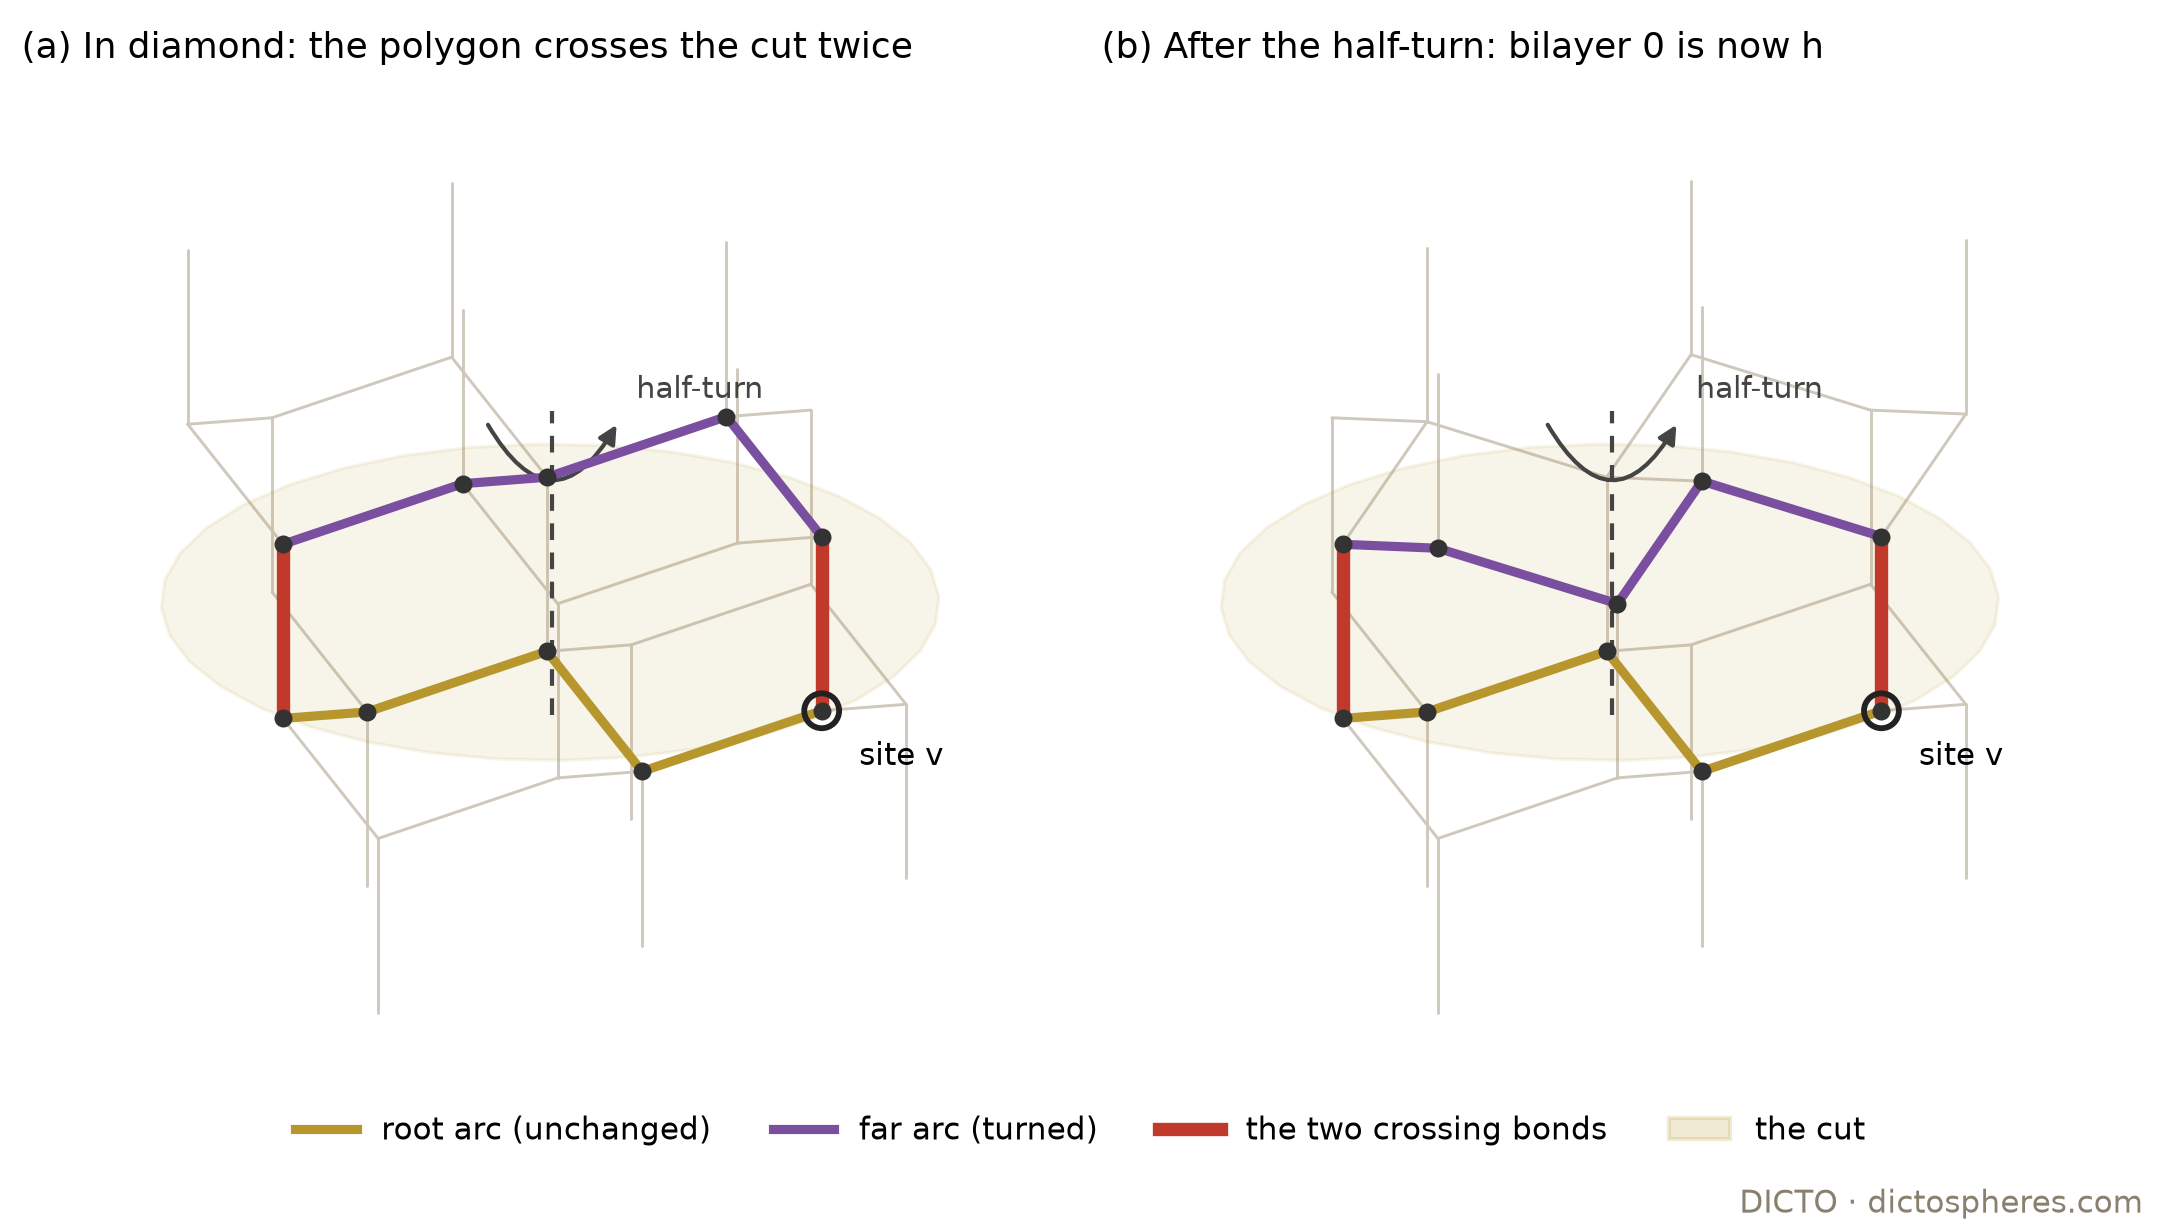 (a) In diamond: the polygon crosses the cut twice
(b) After the half-turn: bilayer 0 is now h
half-turn
half-turn
site v
site v
root arc (unchanged)
far arc (turned)
the two crossing bonds
the cut
DICTO · dictospheres.com